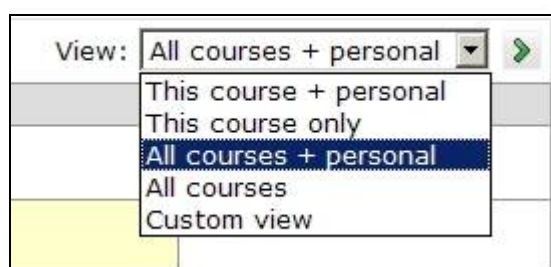 View: All courses + personal
This course + personal
This course only
All courses + personal
All courses
Custom view